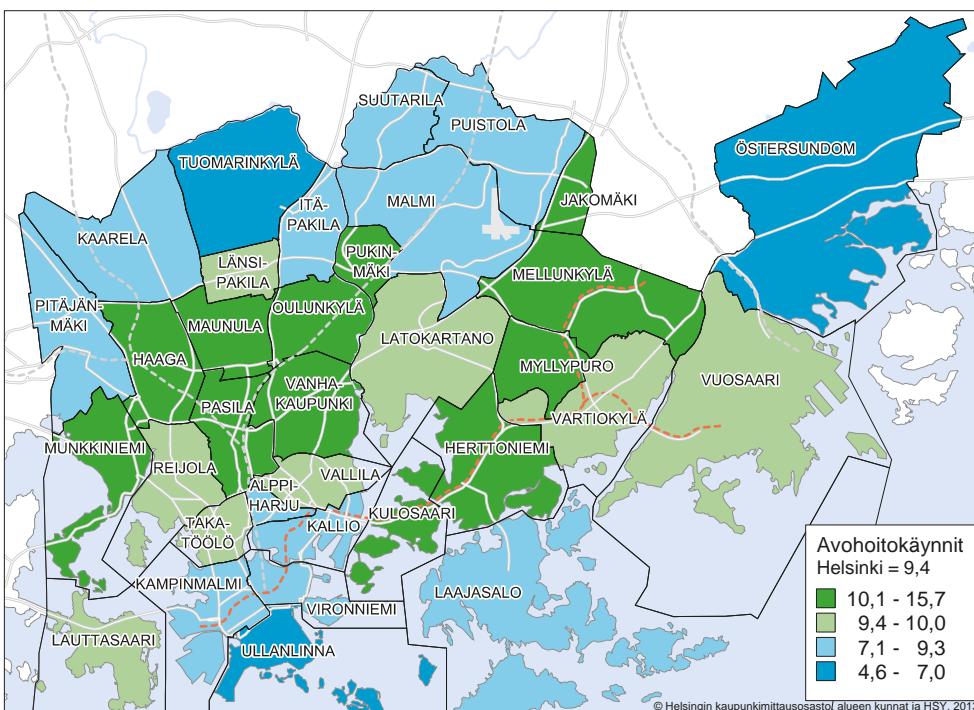 SUUTARILA
PUISTOLA
ÖSTERSUNDOM
TUOMARINKYLÄ
ITÄ-
PAKILA
MALMI
JAKOMÄKI
KAARELA
PUKIN-
MÄKI
LÄNSI-
PAKILA
MELLUNKYLÄ
PITÄJÄN-
MÄKI
MAUNULA
OULUNKYLÄ
LATOKARTANO
HAAGA
MYLLYPURO
VUOSAARI
VANHA-
KAUPUNKI
PASILA
VARTIOKYLÄ
MUNKKINIEMI
REIJOLA
HERTTONIEMI
VALLILA
ALPPI-
HARJU
KULOSAARI
TAKA-
TÖÖLÖ
KALLIO
KAMPINMALMI
LAAJASALO
VIRONNIEMI
LAUTTASAARI
ULLANLINNA
Avohoitokäynnit
Helsinki = 9,4
10,1 - 15,7
9,4 - 10,0
7,1 - 9,3
4,6 - 7,0
© Helsingin kaupunkimittausosasto, alueen kunnat ja HSY,